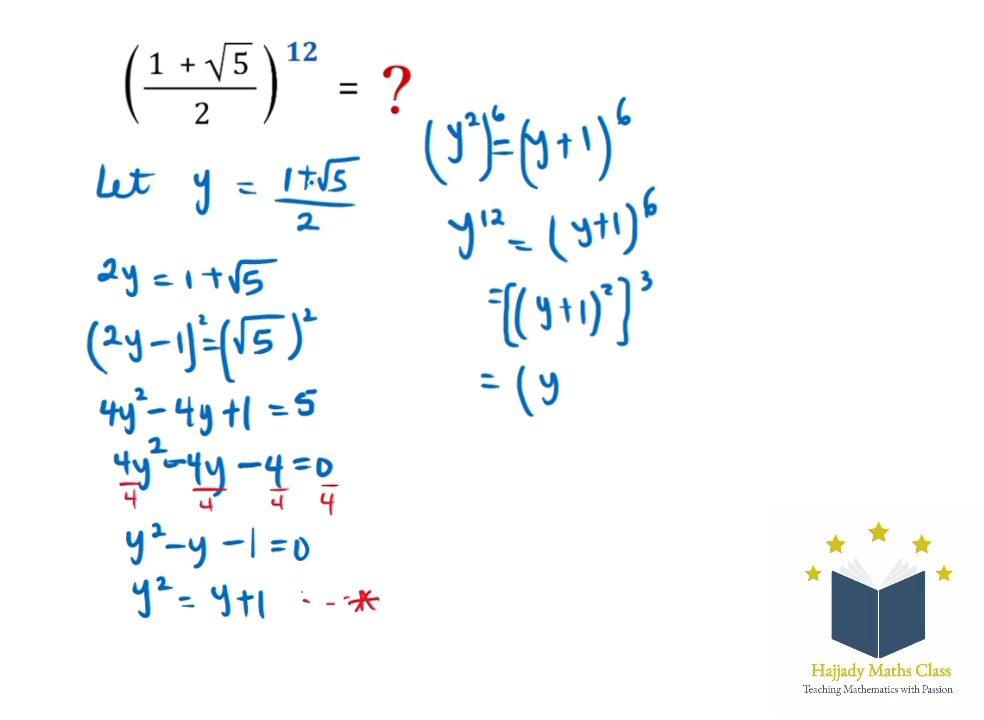 (1 + √5 / 2)^12 = ?
Let y = 1+√5 / 2
2y = 1+√5
(2y − 1)² = (√5)²
4y² − 4y + 1 = 5
4y²/4 − 4y/4 − 4/4 = 0/4
y² − y − 1 = 0
y² = y+1 ...*
(y²)^6 = (y+1)^6
y^12 = (y+1)^6
= [(y+1)²]³
= (y
Hajjady Maths Class
Teaching Mathematics with Passion